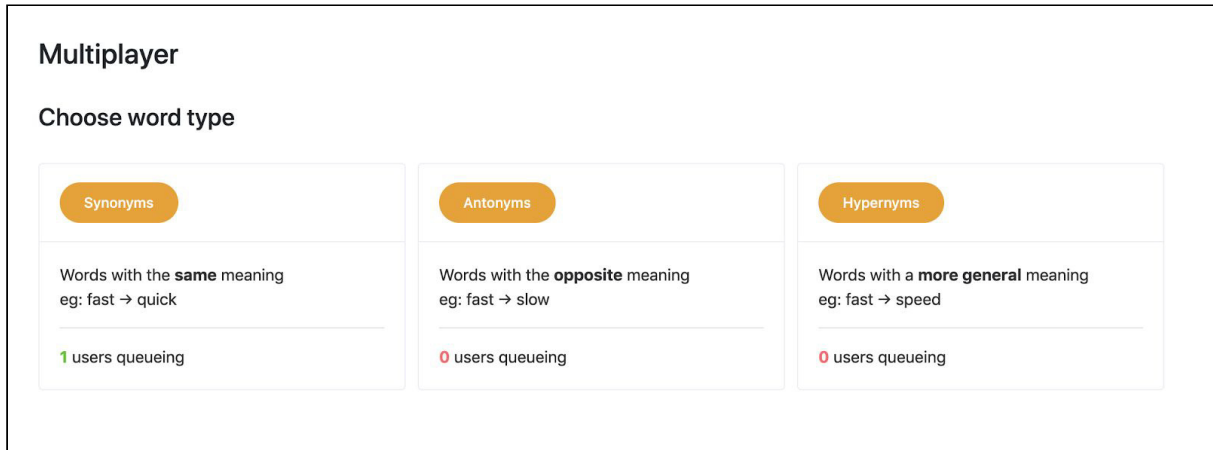 Multiplayer
Choose word type
Synonyms
Words with the same meaning
eg: fast → quick
1 users queueing
Antonyms
Words with the opposite meaning
eg: fast → slow
0 users queueing
Hypernyms
Words with a more general meaning
eg: fast → speed
0 users queueing